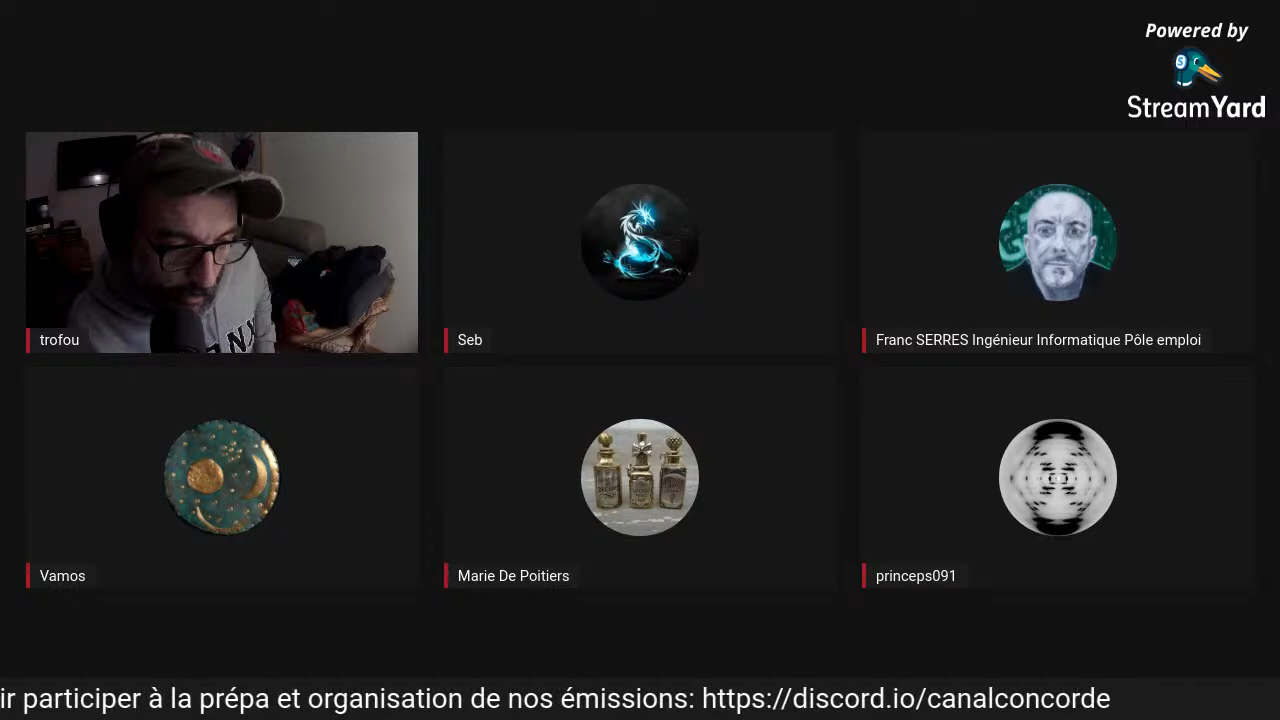 Powered by
StreamYard
trofou
Seb
Franc SERRES Ingénieur Informatique Pôle emploi
Vamos
Marie De Poitiers
princeps091
ir participer à la prépa et organisation de nos émissions: https://discord.io/canalconcorde